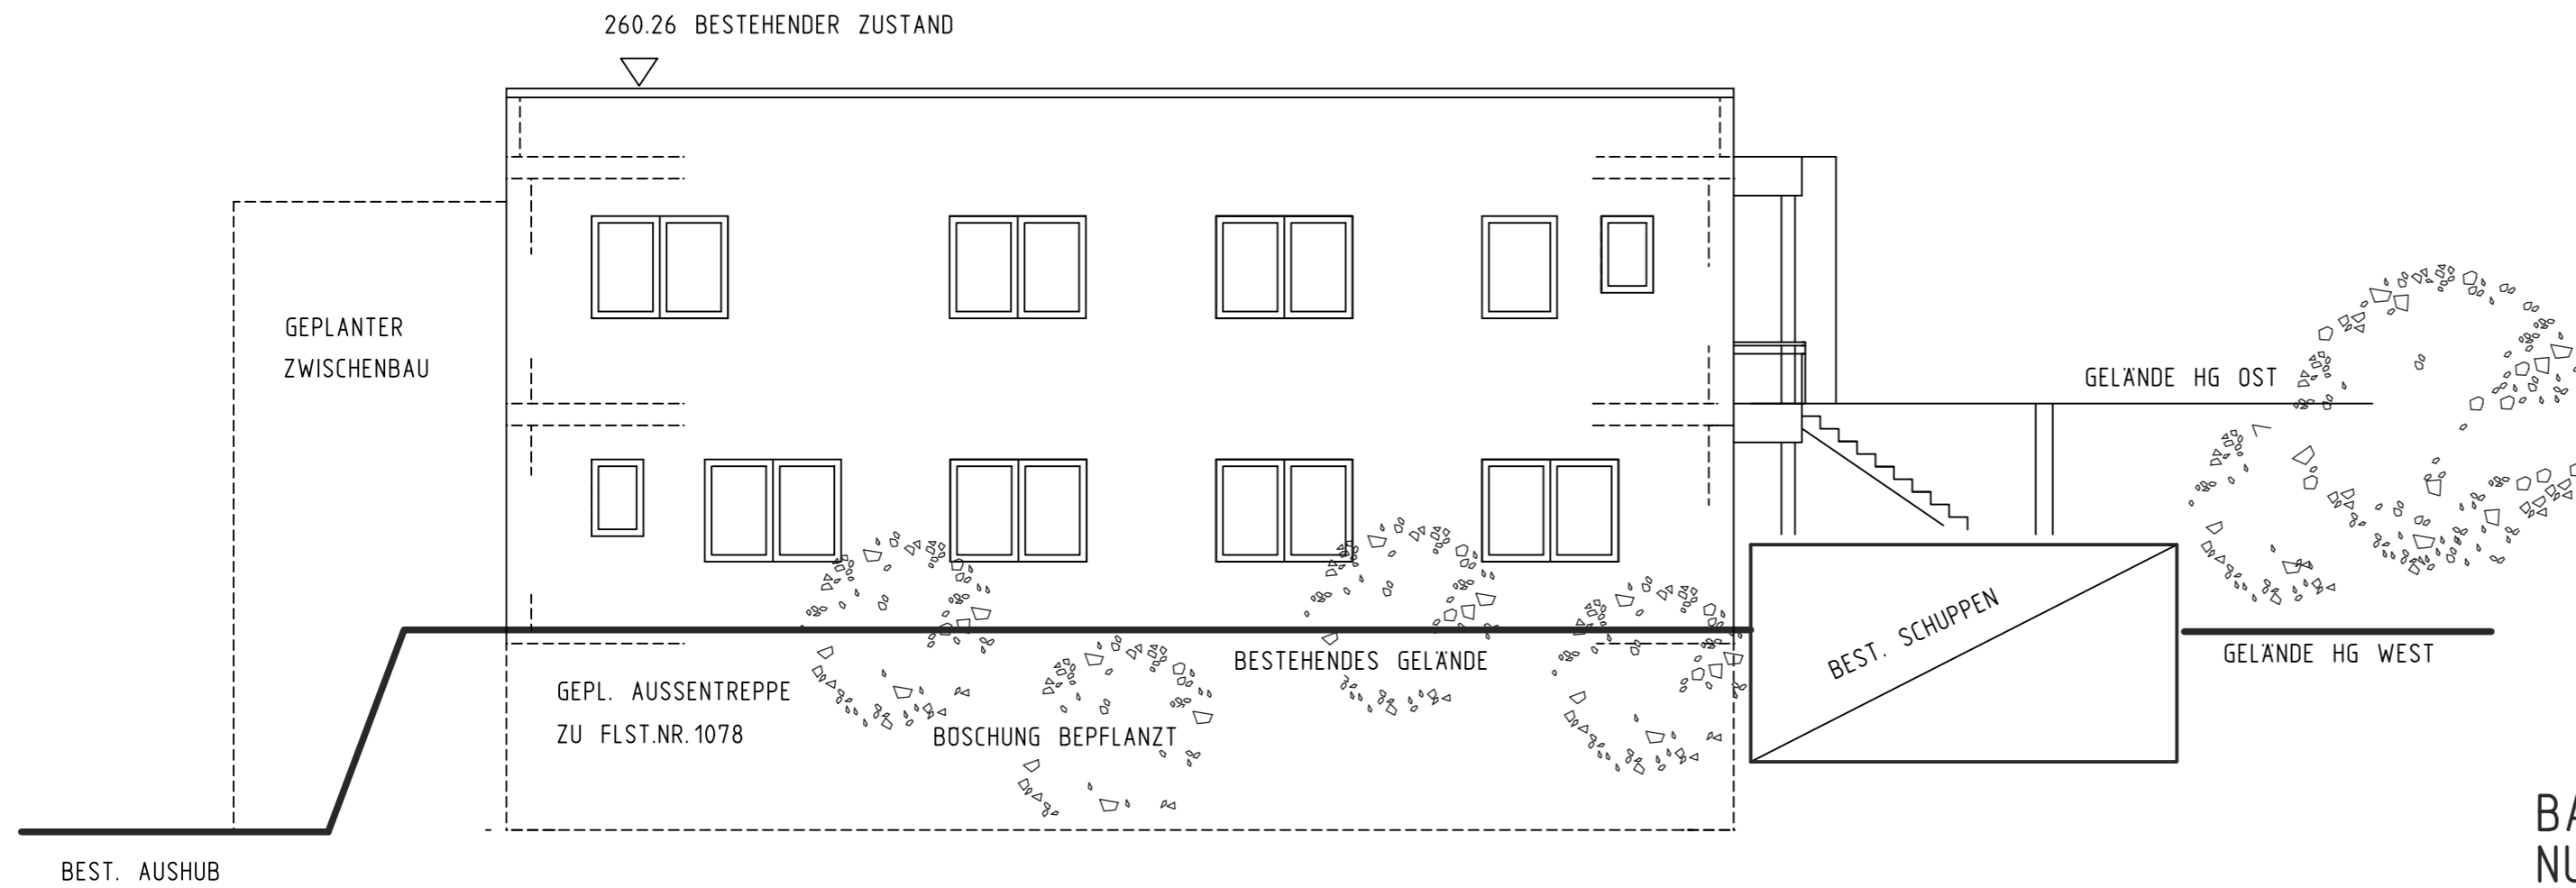 260.26 BESTEHENDER ZUSTAND
GEPLANTER
ZWISCHENBAU
GELÄNDE HG OST
BEST. SCHUPPEN
BESTEHENDES GELÄNDE
GELÄNDE HG WEST
GEPL. AUSSENTREPPE
ZU FLST.NR.1078
BÖSCHUNG BEPFLANZT
BEST. AUSHUB